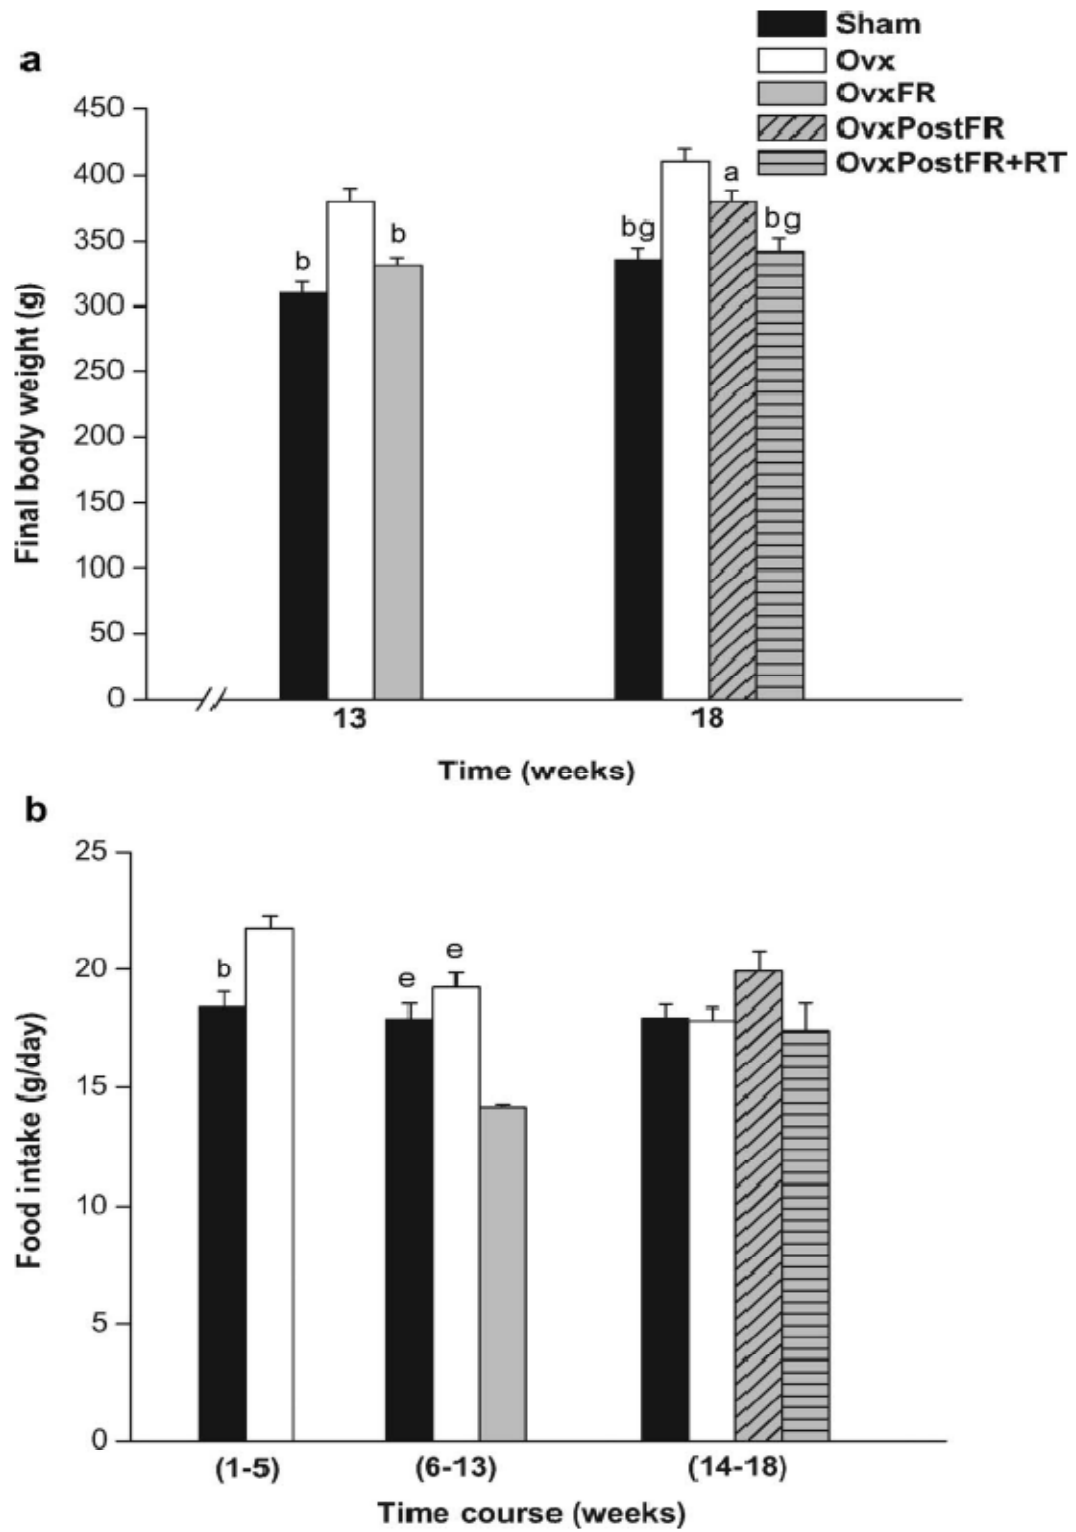 a
Sham
Ovx
OvxFR
OvxPostFR
OvxPostFR+RT
Final body weight (g)
450
400
350
300
250
200
150
100
50
0
b
b
bg
a
bg
13
18
Time (weeks)
b
Food intake (g/day)
25
20
15
10
5
0
b
e
e
(1-5)
(6-13)
(14-18)
Time course (weeks)